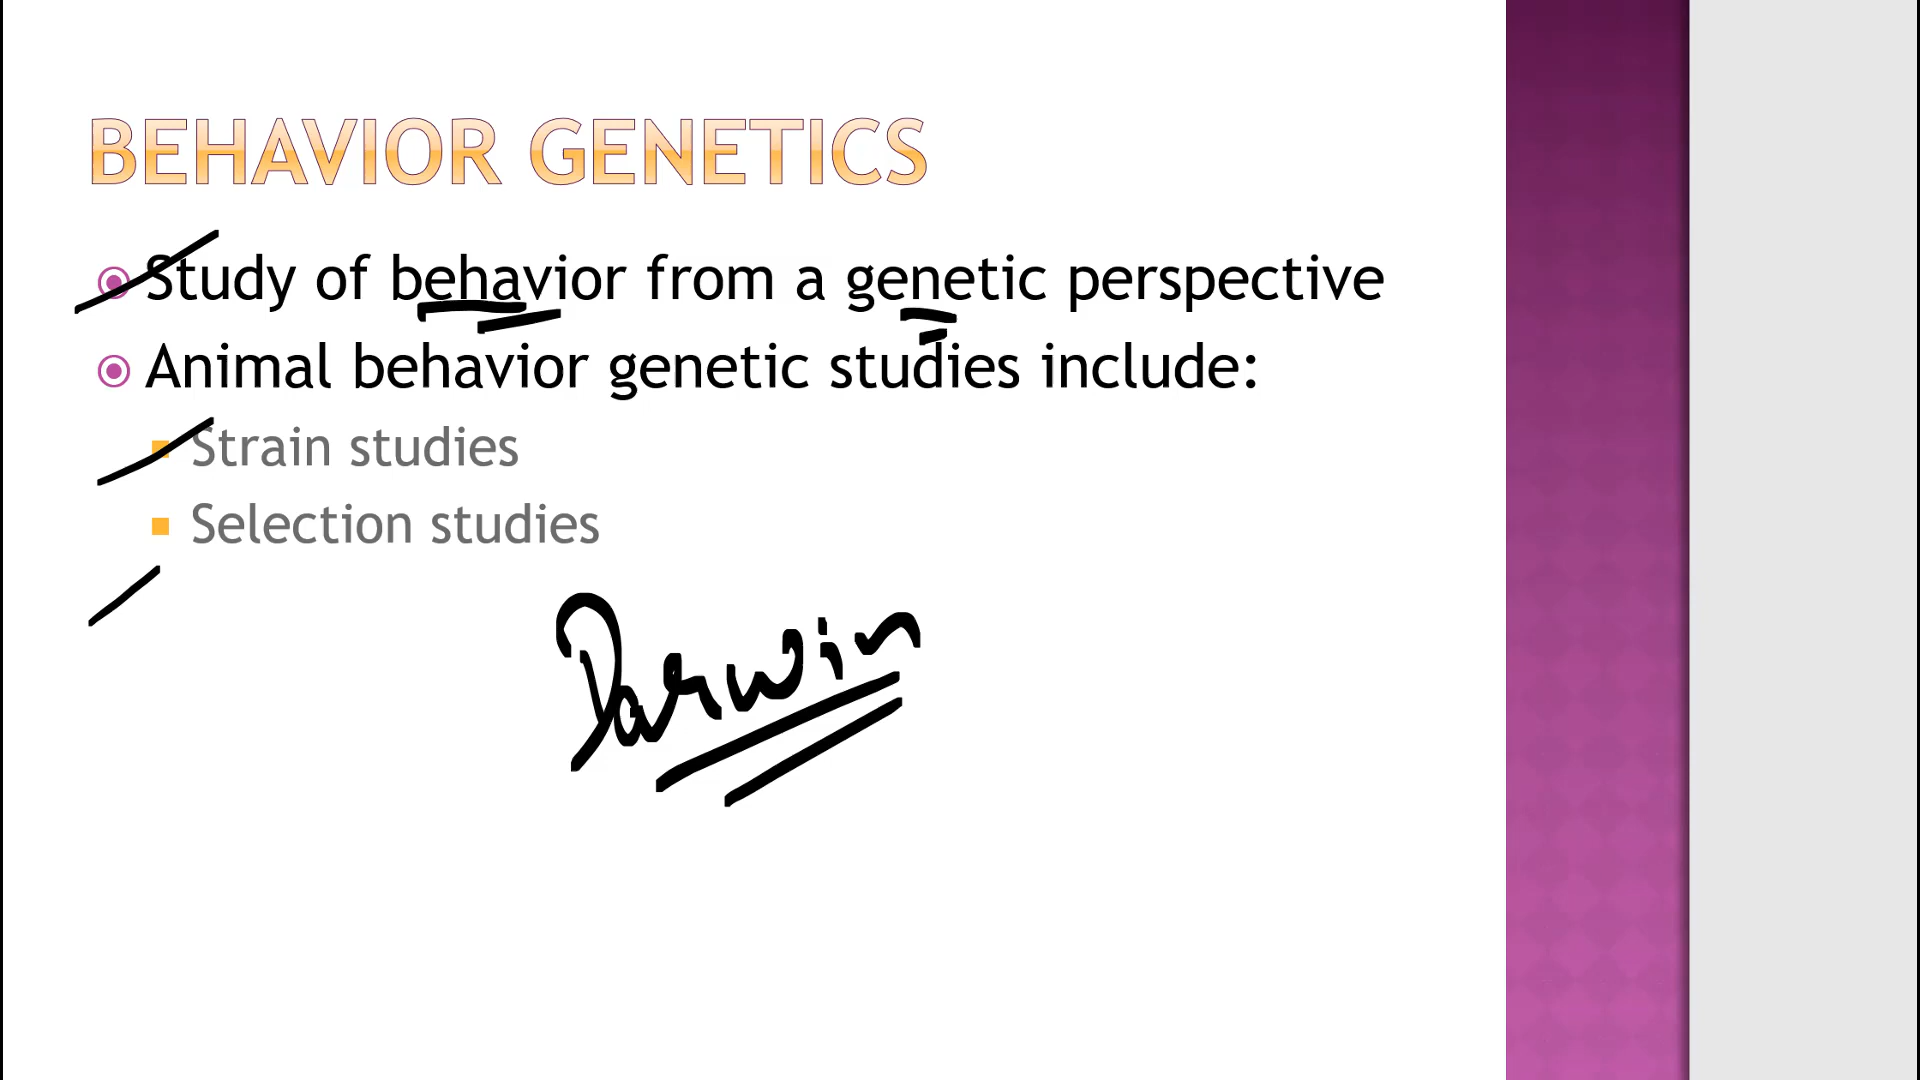 BEHAVIOR GENETICS
Study of behavior from a genetic perspective
Animal behavior genetic studies include:
Strain studies
Selection studies
Darwin